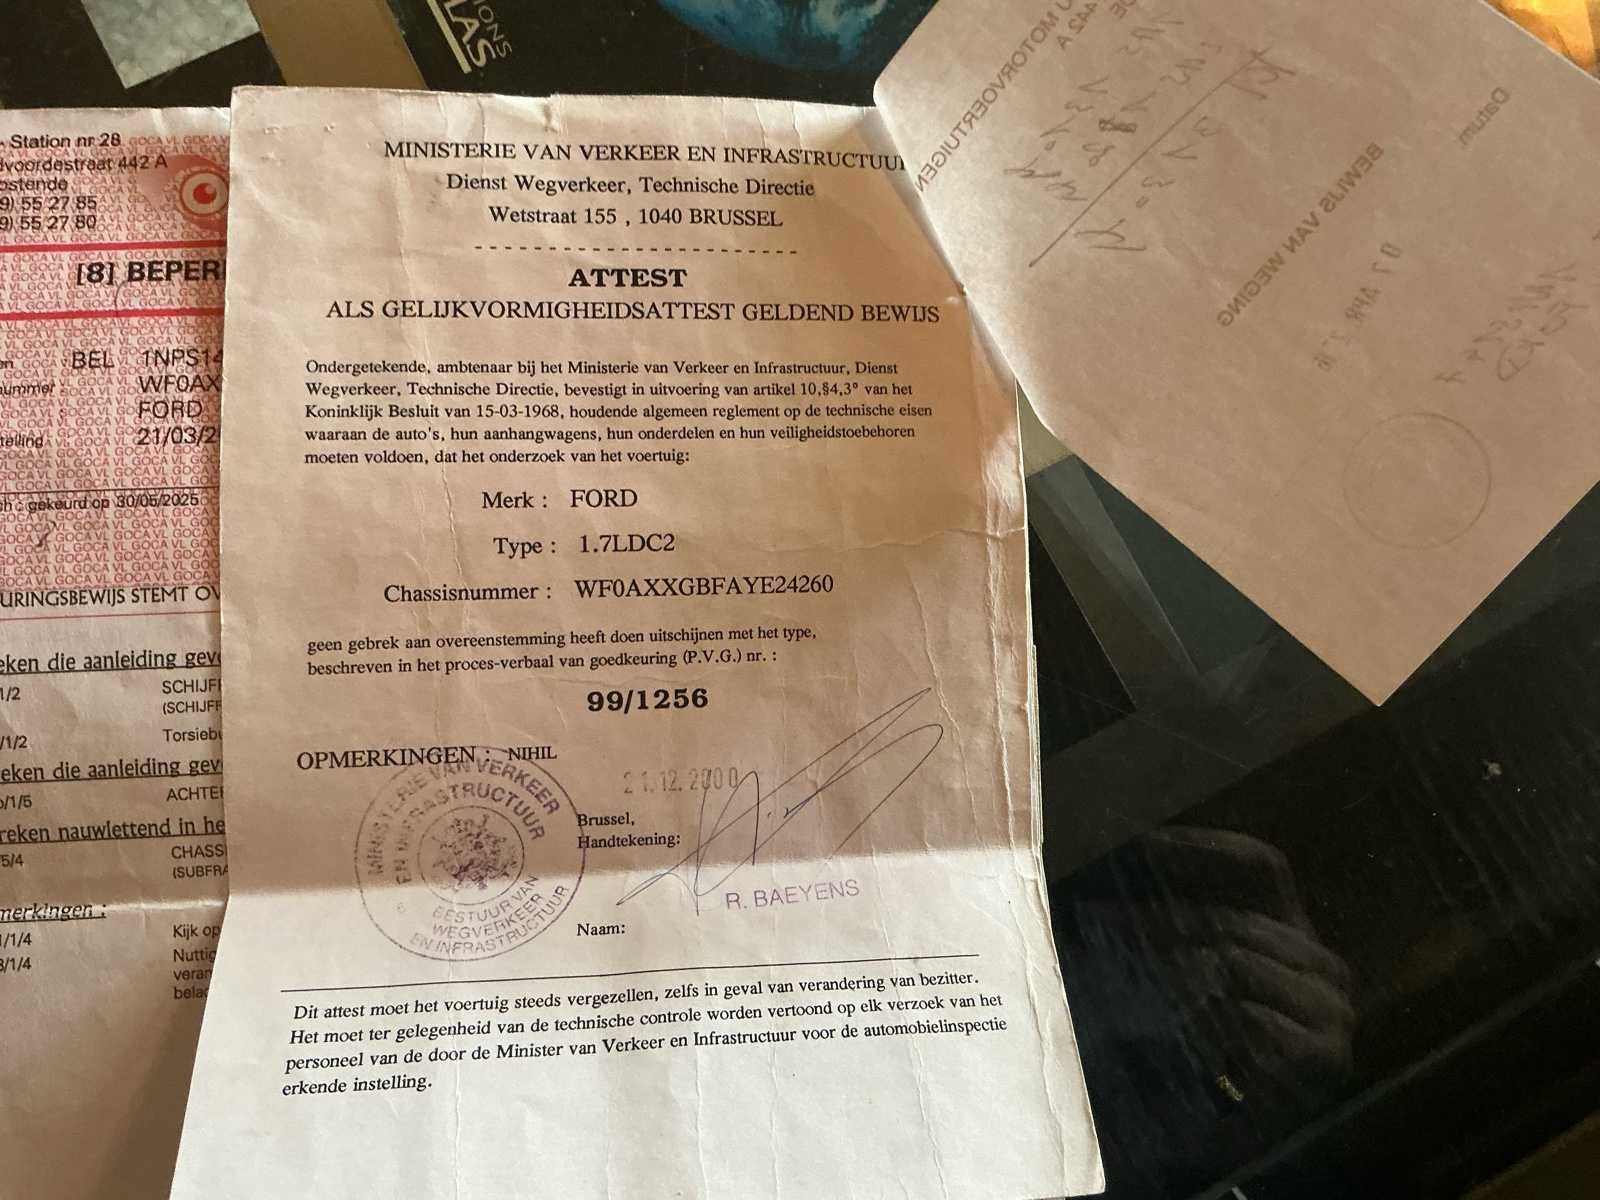 IONS
LAS
Station nr 28
dvoordestraat 442 A
ostende
9) 55 27 85
9) 55 27 80
[8] BEPER
BEL 1NPS14
nummer WF0AX
FORD
telling 21/03/2
gekeurd op 30/05/2025
URINGSBEWIJS STEMT OV
eken die aanleiding geve
1/2 SCHIJF
(SCHIJF
/1/2 Torsiebu
eken die aanleiding gev
/1/5 ACHTE
reken nauwlettend in he
5/4 CHASS
(SUBFRA
merkingen :
1/1/4 Kijk op
3/1/4 Nuttig
veran
belad
MINISTERIE VAN VERKEER EN INFRASTRUCTUU
Dienst Wegverkeer, Technische Directie
Wetstraat 155 , 1040 BRUSSEL
ATTEST
ALS GELIJKVORMIGHEIDSATTEST GELDEND BEWIJS
Ondergetekende, ambtenaar bij het Ministerie van Verkeer en Infrastructuur, Dienst
Wegverkeer, Technische Directie, bevestigt in uitvoering van artikel 10,§4,3° van het
Koninklijk Besluit van 15-03-1968, houdende algemeen reglement op de technische eisen
waaraan de auto's, hun aanhangwagens, hun onderdelen en hun veiligheidstoebehoren
moeten voldoen, dat het onderzoek van het voertuig:
Merk : FORD
Type : 1.7LDC2
Chassisnummer : WF0AXXGBFAYE24260
geen gebrek aan overeenstemming heeft doen uitschijnen met het type,
beschreven in het proces-verbaal van goedkeuring (P.V.G.) nr. :
99/1256
OPMERKINGEN : NIHIL
MINISTERIE VAN VERKEER
EN INFRASTRUCTUUR
BESTUUR VAN
WEGVERKEER
EN INFRASTRUCTUUR
21.12.2000
Brussel,
Handtekening:
R. BAEYENS
Naam:
Dit attest moet het voertuig steeds vergezellen, zelfs in geval van verandering van bezitter.
Het moet ter gelegenheid van de technische controle worden vertoond op elk verzoek van het
personeel van de door de Minister van Verkeer en Infrastructuur voor de automobielinspectie
erkende instelling.
MOTORVOERTUIGEN
442 A
Datum
BEWIJS VAN WEGING